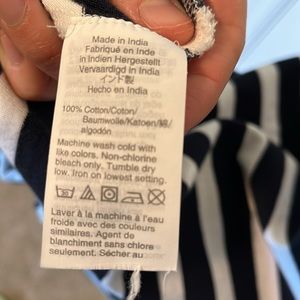 Made in India
Fabriqué en Inde
in Indien Hergestellt
Vervaardigd in India
インド製
Hecho en India
100% Cotton/Coton/
Baumwolle/Katoen/綿/
algodón
Machine wash cold with
like colors. Non-chlorine
bleach only. Tumble dry
low. Iron on lowest setting.
30
Laver à la machine à l'eau
froide avec des couleurs
similaires. Agent de
blanchiment sans chlore
seulement. Sécher au